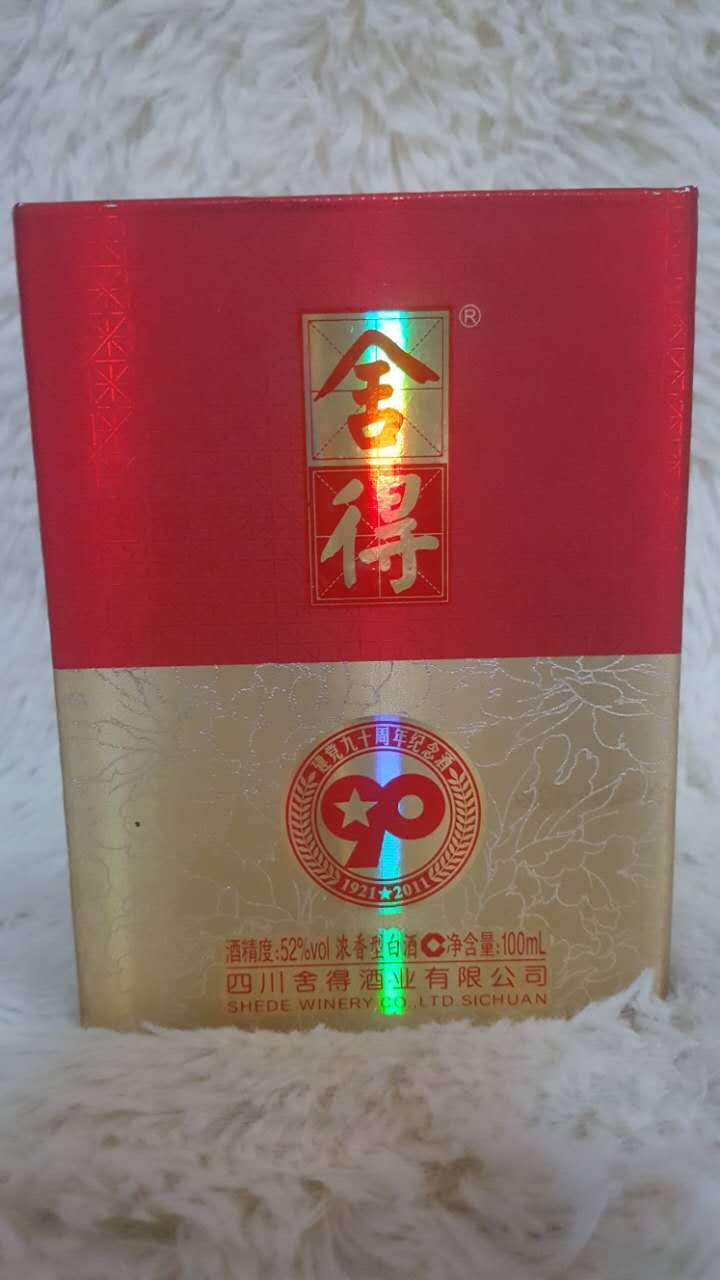 舍得®
建党九十周年纪念酒
90
1921★2011
酒精度:52%vol 浓香型白酒 净含量:100mL
四川舍得酒业有限公司
SHEDE WINERY CO.,LTD SICHUAN